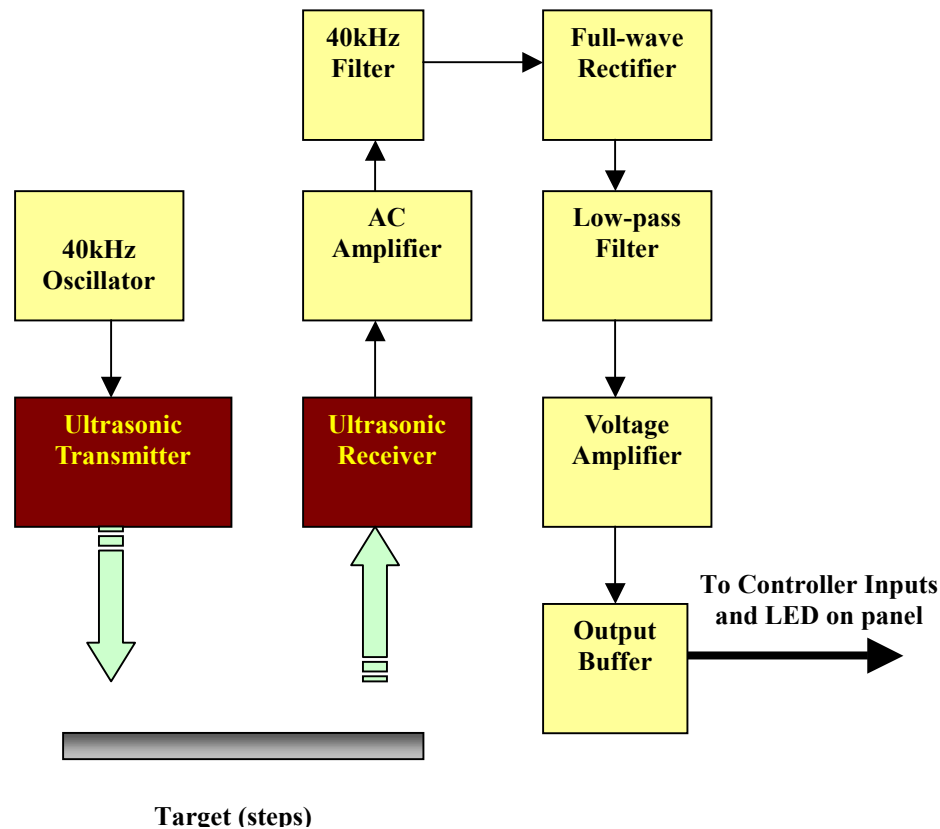 40kHz
Filter
Full-wave
Rectifier
40kHz
Oscillator
AC
Amplifier
Low-pass
Filter
Ultrasonic
Transmitter
Ultrasonic
Receiver
Voltage
Amplifier
To Controller Inputs
and LED on panel
Output
Buffer
Target (steps)